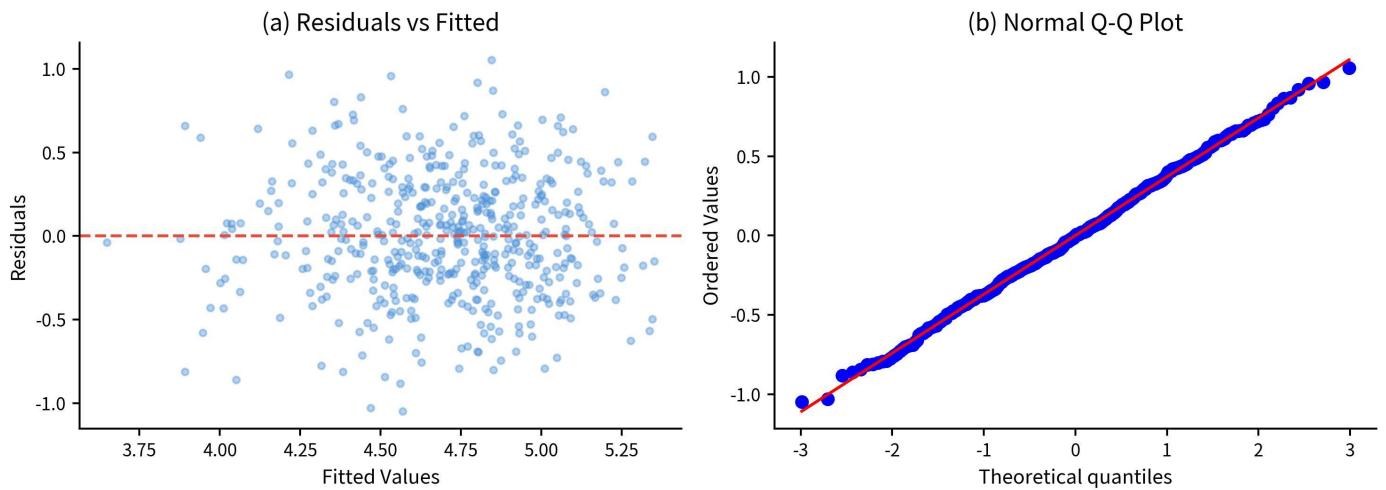 (a) Residuals vs Fitted
Residuals
1.0
0.5
0.0
-0.5
-1.0
3.75 4.00 4.25 4.50 4.75 5.00 5.25
Fitted Values
(b) Normal Q-Q Plot
Ordered Values
1.0
0.5
0.0
-0.5
-1.0
-3 -2 -1 0 1 2 3
Theoretical quantiles